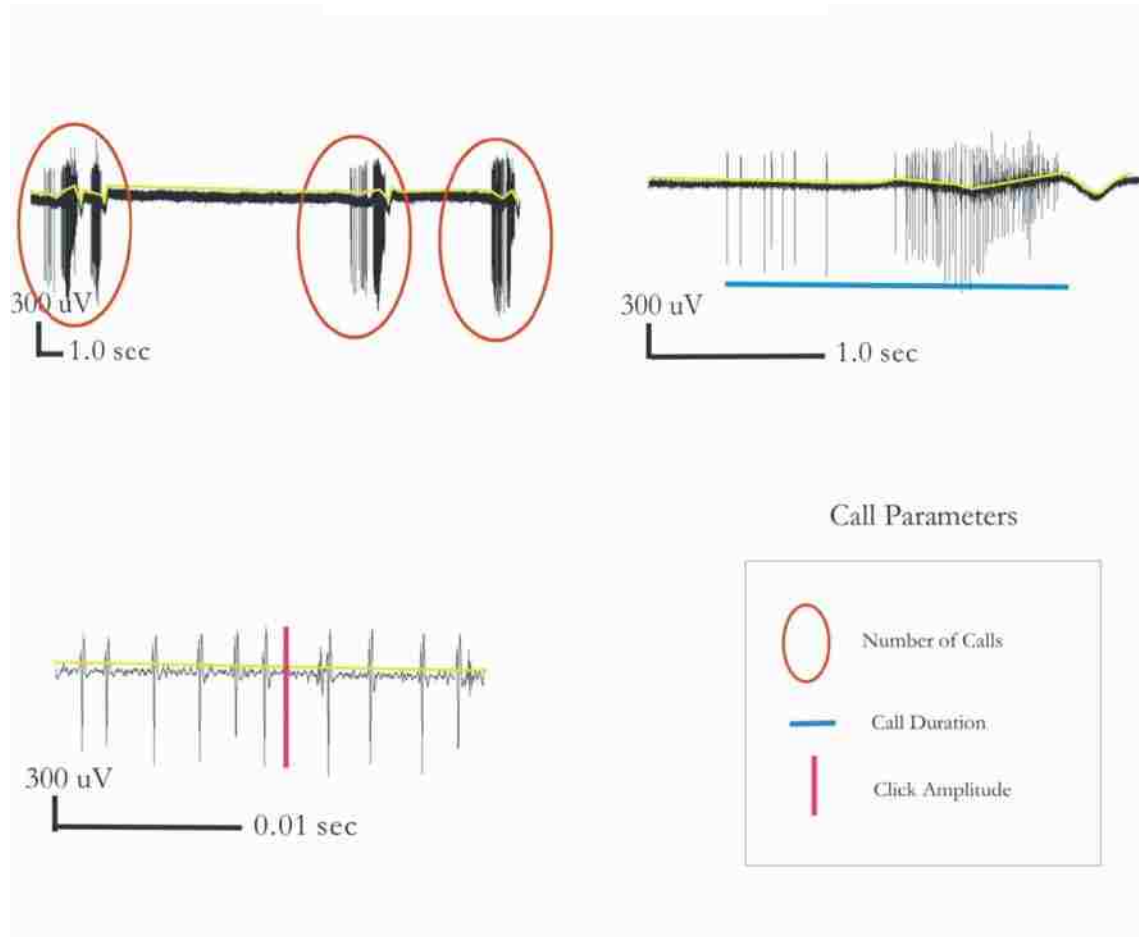 300 uV
1.0 sec
300 uV
1.0 sec
Call Parameters
Number of Calls
Call Duration
Click Amplitude
300 uV
0.01 sec